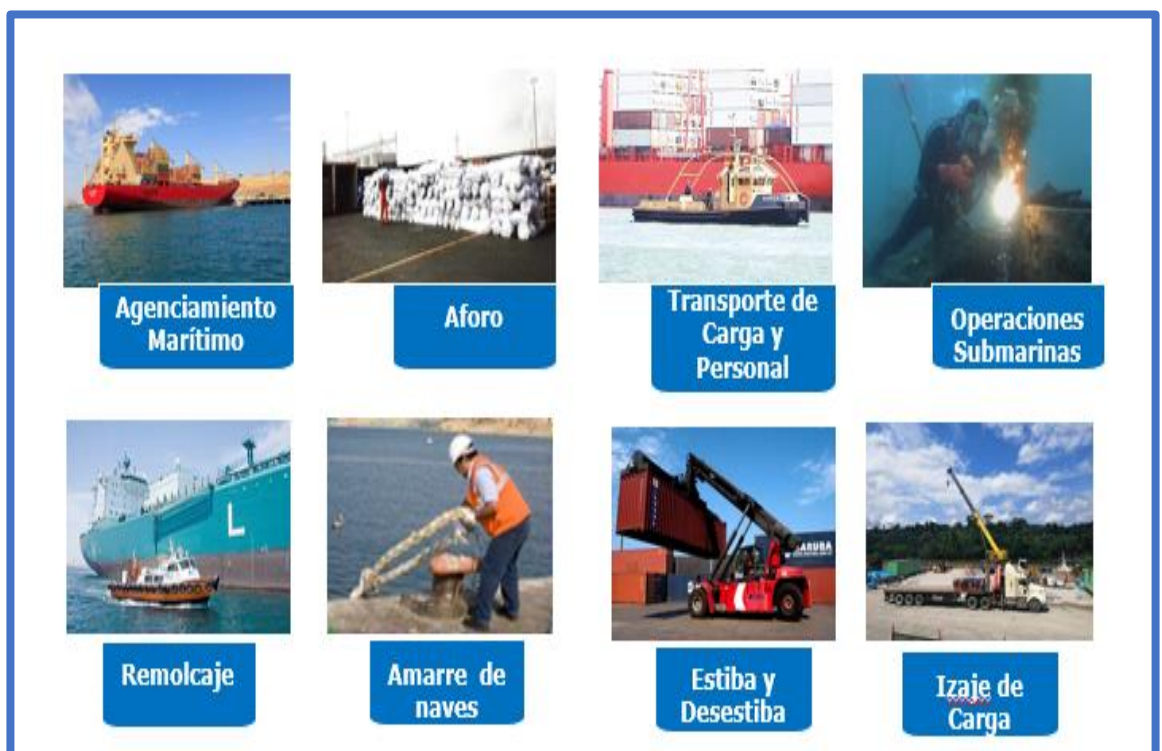 Agenciamiento
Marítimo
Aforo
Transporte de
Carga y
Personal
Operaciones
Submarinas
L
Remolcaje
Amarre de
naves
Estiba y
Desestiba
Izaje de
Carga